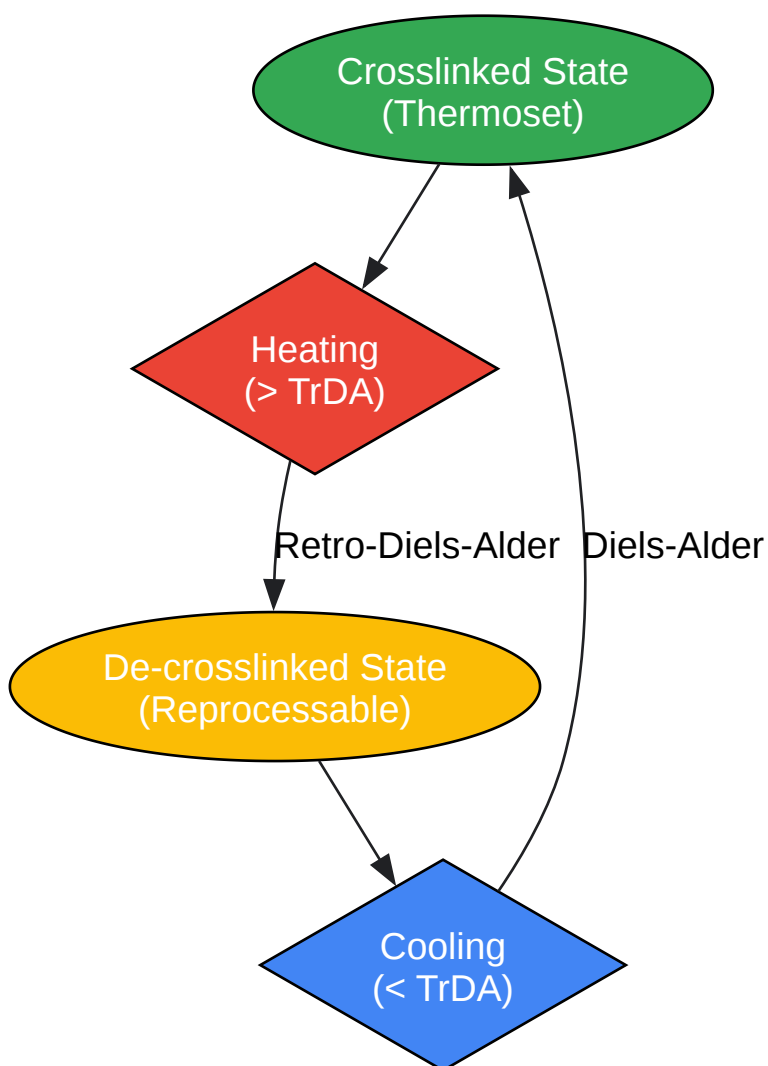 Crosslinked State
(Thermoset)
Heating
(> TrDA)
Retro-Diels-Alder
Diels-Alder
De-crosslinked State
(Reprocessable)
Cooling
(< TrDA)